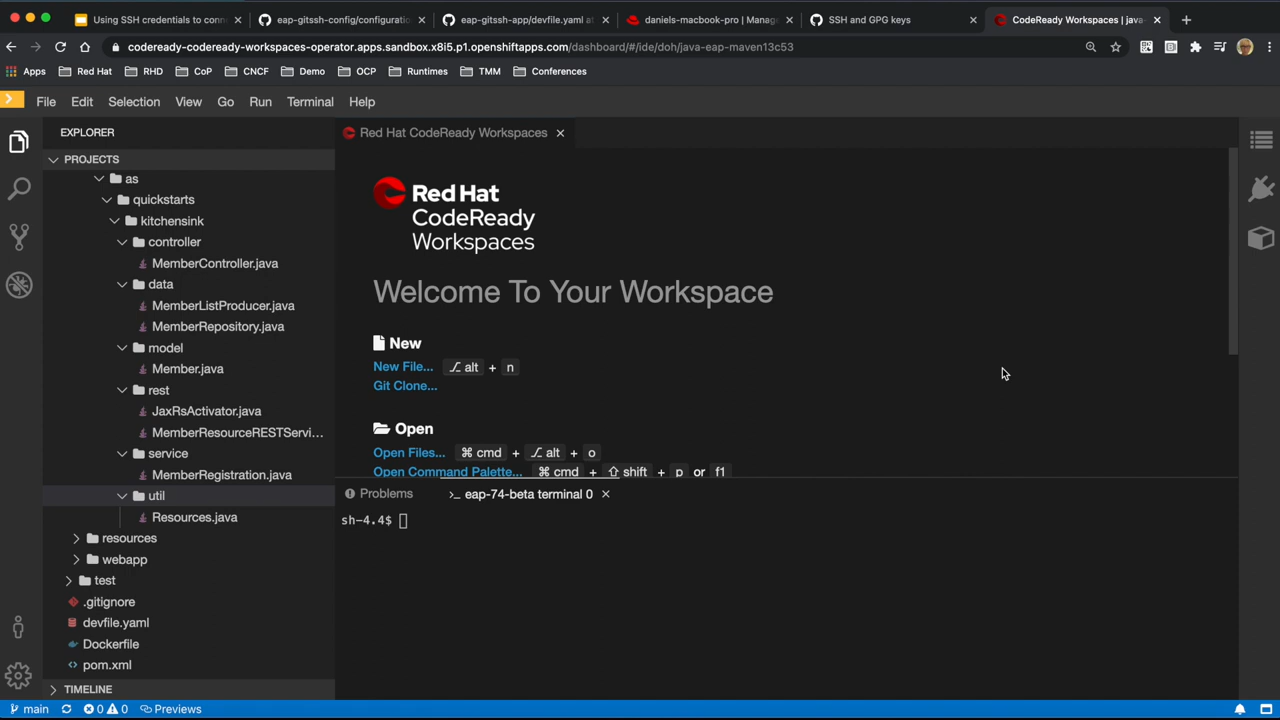 Using SSH credentials to conn
eap-gitssh-config/configuratio
eap-gitssh-app/devfile.yaml at
daniels-macbook-pro | Manage
SSH and GPG keys
CodeReady Workspaces | java-
codeready-codeready-workspaces-operator.apps.sandbox.x8i5.p1.openshiftapps.com/dashboard/#/ide/doh/java-eap-maven13c53
Apps
Red Hat
RHD
CoP
CNCF
Demo
OCP
Runtimes
TMM
Conferences
File Edit Selection View Go Run Terminal Help
EXPLORER
PROJECTS
as
quickstarts
kitchensink
controller
MemberController.java
data
MemberListProducer.java
MemberRepository.java
model
Member.java
rest
JaxRsActivator.java
MemberResourceRESTServi...
service
MemberRegistration.java
util
Resources.java
resources
webapp
test
.gitignore
devfile.yaml
Dockerfile
pom.xml
TIMELINE
Red Hat CodeReady Workspaces
Red Hat
CodeReady
Workspaces
Welcome To Your Workspace
New
New File... ⌥ alt + n
Git Clone...
Open
Open Files... ⌘ cmd + ⌥ alt + o
Open Command Palette... ⌘ cmd + ⇧ shift + p or f1
Problems
>_ eap-74-beta terminal 0
sh-4.4$
main 0 0 Previews